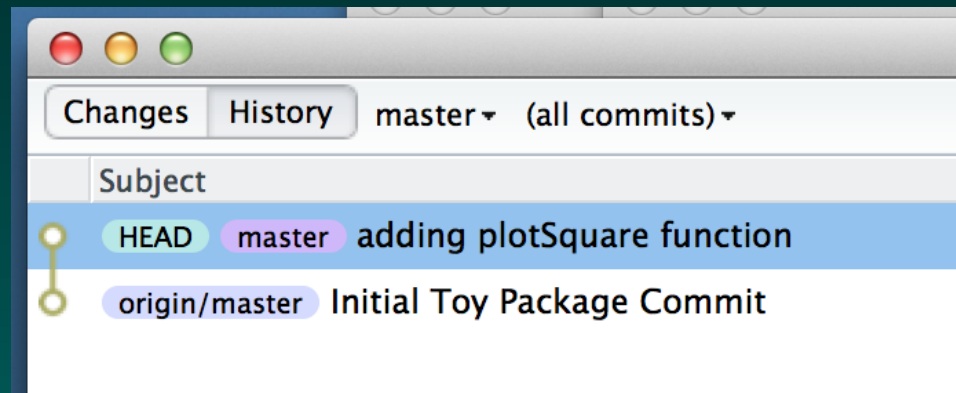 Changes History master (all commits)
Subject
HEAD master adding plotSquare function
origin/master Initial Toy Package Commit